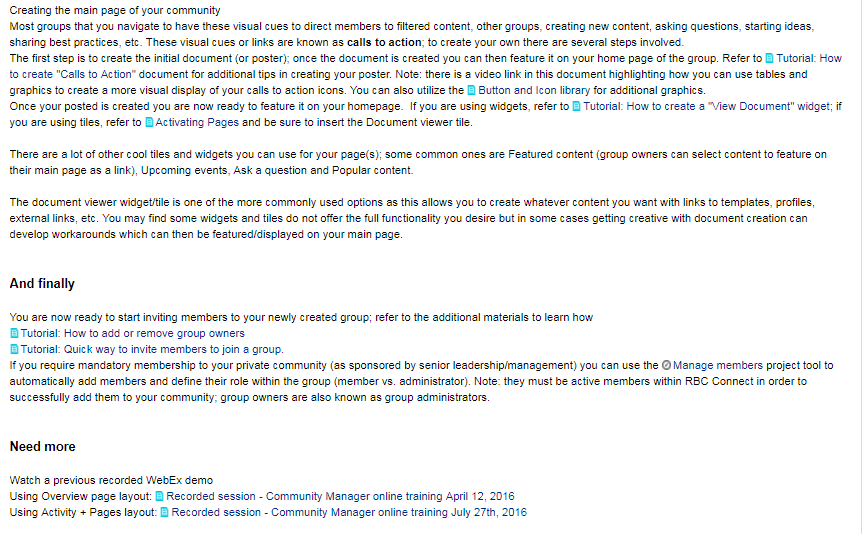 Creating the main page of your community
Most groups that you navigate to have these visual cues to direct members to filtered content, other groups, creating new content, asking questions, starting ideas,
sharing best practices, etc. These visual cues or links are known as calls to action; to create your own there are several steps involved.
The first step is to create the initial document (or poster); once the document is created you can then feature it on your home page of the group. Refer to Tutorial: How
to create "Calls to Action" document for additional tips in creating your poster. Note: there is a video link in this document highlighting how you can use tables and
graphics to create a more visual display of your calls to action icons. You can also utilize the Button and Icon library for additional graphics.
Once your posted is created you are now ready to feature it on your homepage. If you are using widgets, refer to Tutorial: How to create a "View Document" widget; if
you are using tiles, refer to Activating Pages and be sure to insert the Document viewer tile.
There are a lot of other cool tiles and widgets you can use for your page(s); some common ones are Featured content (group owners can select content to feature on
their main page as a link), Upcoming events, Ask a question and Popular content.
The document viewer widget/tile is one of the more commonly used options as this allows you to create whatever content you want with links to templates, profiles,
external links, etc. You may find some widgets and tiles do not offer the full functionality you desire but in some cases getting creative with document creation can
develop workarounds which can then be featured/displayed on your main page.
And finally
You are now ready to start inviting members to your newly created group; refer to the additional materials to learn how
Tutorial: How to add or remove group owners
Tutorial: Quick way to invite members to join a group.
If you require mandatory membership to your private community (as sponsored by senior leadership/management) you can use the Manage members project tool to
automatically add members and define their role within the group (member vs. administrator). Note: they must be active members within RBC Connect in order to
successfully add them to your community; group owners are also known as group administrators.
Need more
Watch a previous recorded WebEx demo
Using Overview page layout: Recorded session - Community Manager online training April 12, 2016
Using Activity + Pages layout: Recorded session - Community Manager online training July 27th, 2016